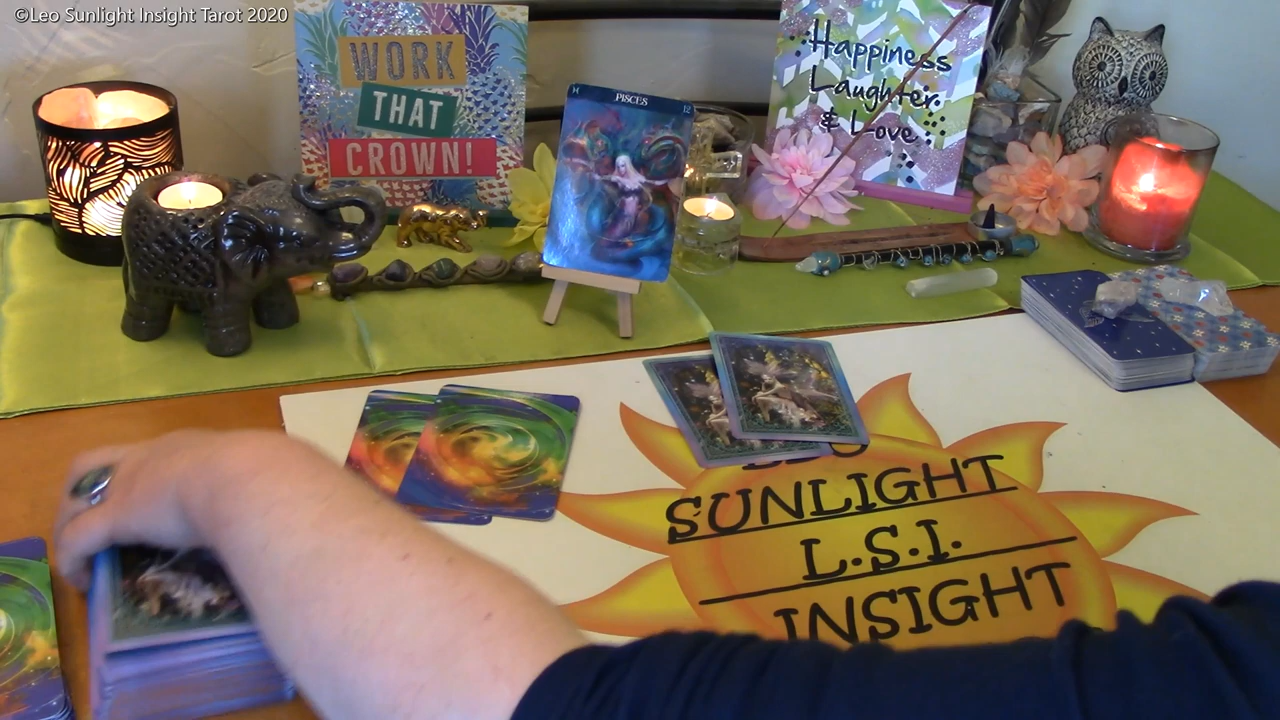 ©Leo Sunlight Insight Tarot 2020
WORK
THAT
CROWN!
PISCES
12
Happiness
Laughter
& Love
SUNLIGHT
L.S.I.
INSIGHT